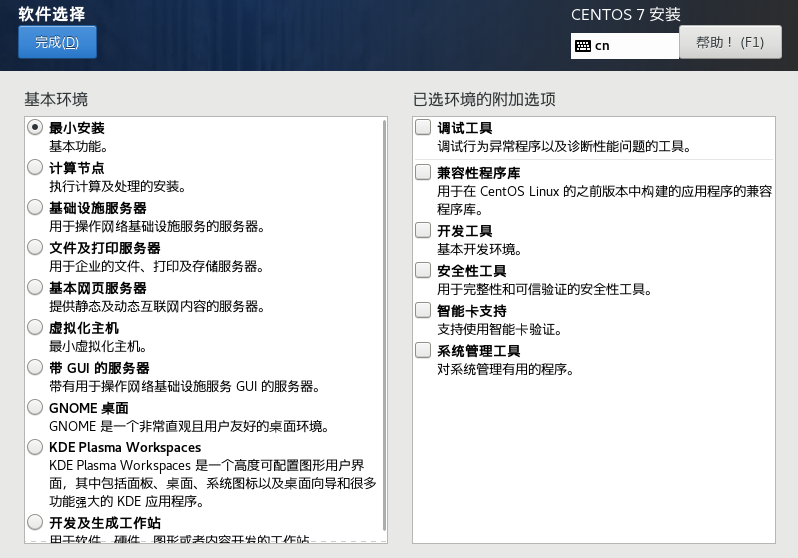 软件选择
CENTOS 7 安装
完成(D)
cn
帮助！ (F1)
基本环境
已选环境的附加选项
最小安装
基本功能。
计算节点
执行计算及处理的安装。
基础设施服务器
用于操作网络基础设施服务的服务器。
文件及打印服务器
用于企业的文件、打印及存储服务器。
基本网页服务器
提供静态及动态互联网内容的服务器。
虚拟化主机
最小虚拟化主机。
带 GUI 的服务器
带有用于操作网络基础设施服务 GUI 的服务器。
GNOME 桌面
GNOME 是一个非常直观且用户友好的桌面环境。
KDE Plasma Workspaces
KDE Plasma Workspaces 是一个高度可配置图形用户界
面，其中包括面板、桌面、系统图标以及桌面向导和很多
功能强大的 KDE 应用程序。
开发及生成工作站
用于软件、硬件、图形或者内容开发的工作站
调试工具
调试行为异常程序以及诊断性能问题的工具。
兼容性程序库
用于在 CentOS Linux 的之前版本中构建的应用程序的兼容
程序库。
开发工具
基本开发环境。
安全性工具
用于完整性和可信验证的安全性工具。
智能卡支持
支持使用智能卡验证。
系统管理工具
对系统管理有用的程序。